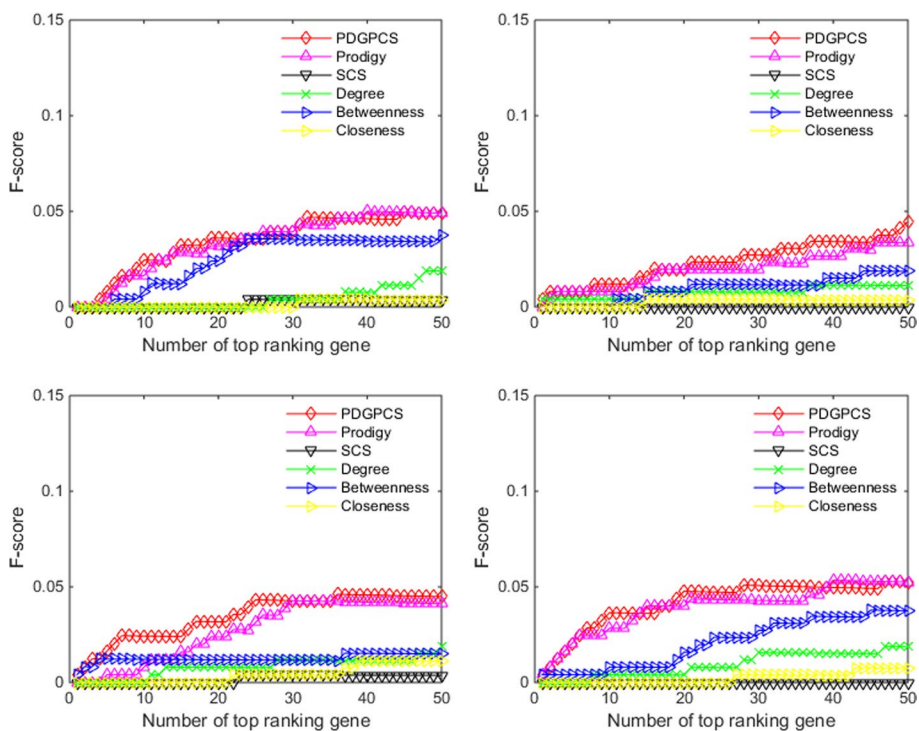 0.15
0.1
0.05
0
F-score
PDGPCS
Prodigy
SCS
Degree
Betweenness
Closeness
0 10 20 30 40 50
Number of top ranking gene
0.15
0.1
0.05
0
F-score
PDGPCS
Prodigy
SCS
Degree
Betweenness
Closeness
0 10 20 30 40 50
Number of top ranking gene
0.15
0.1
0.05
0
F-score
PDGPCS
Prodigy
SCS
Degree
Betweenness
Closeness
0 10 20 30 40 50
Number of top ranking gene
0.15
0.1
0.05
0
F-score
PDGPCS
Prodigy
SCS
Degree
Betweenness
Closeness
0 10 20 30 40 50
Number of top ranking gene